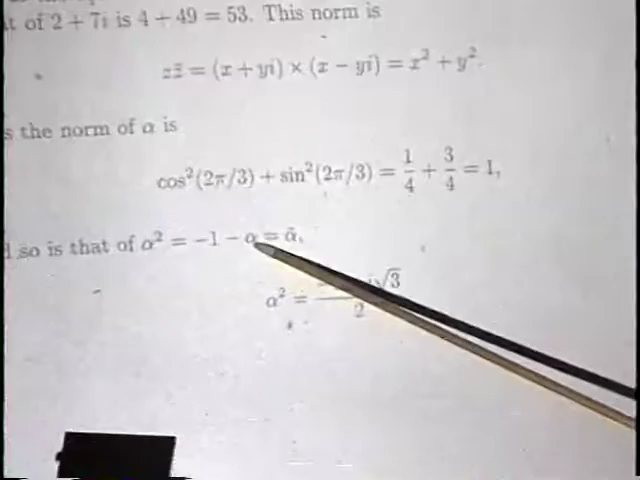 t of 2 + 7i is 4 + 49 = 53. This norm is
zz̄ = (x + yi) × (x − yi) = x² + y².
s the norm of α is
cos²(2π/3) + sin²(2π/3) = 1/4 + 3/4 = 1,
so is that of α² = −1 − α = ᾱ,
α² = √3 / 2